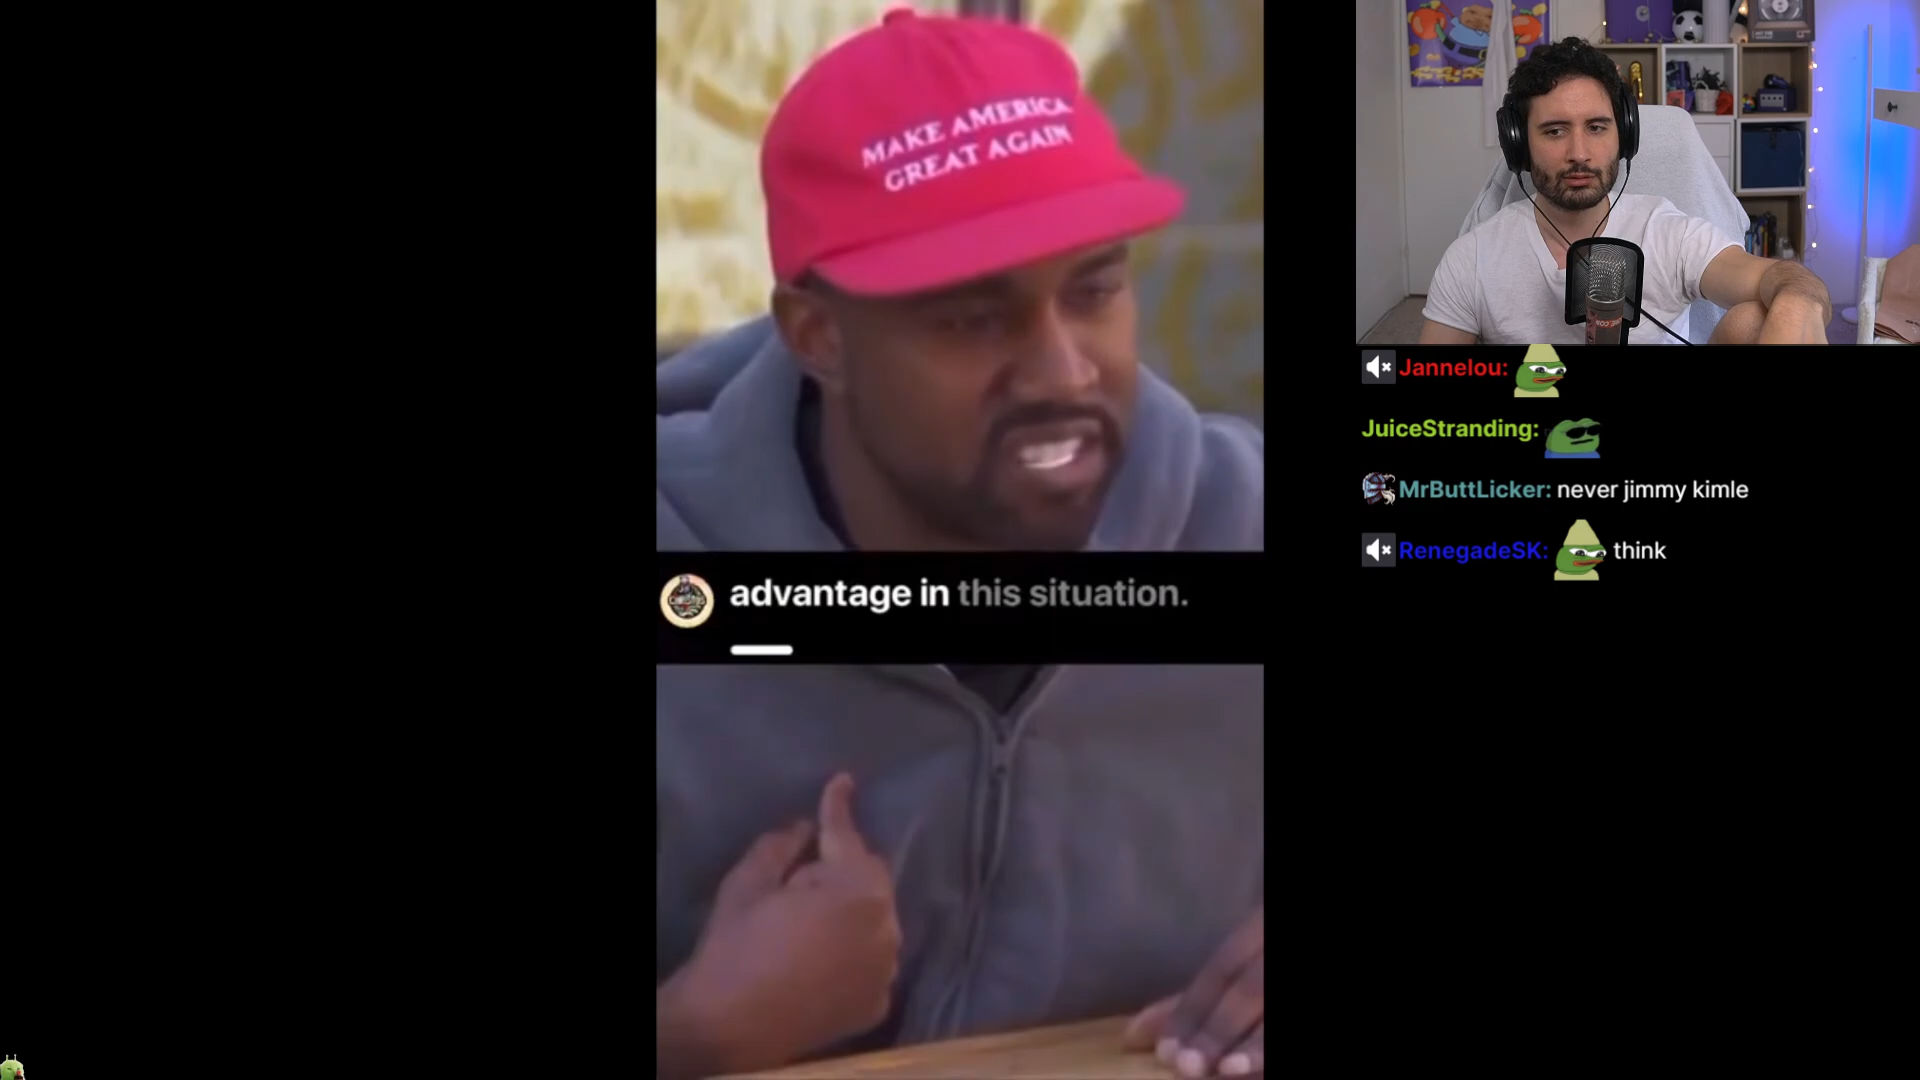 MAKE AMERICA
GREAT AGAIN
advantage in this situation.
Jannelou:
JuiceStranding:
MrButtLicker: never jimmy kimle
RenegadeSK: think